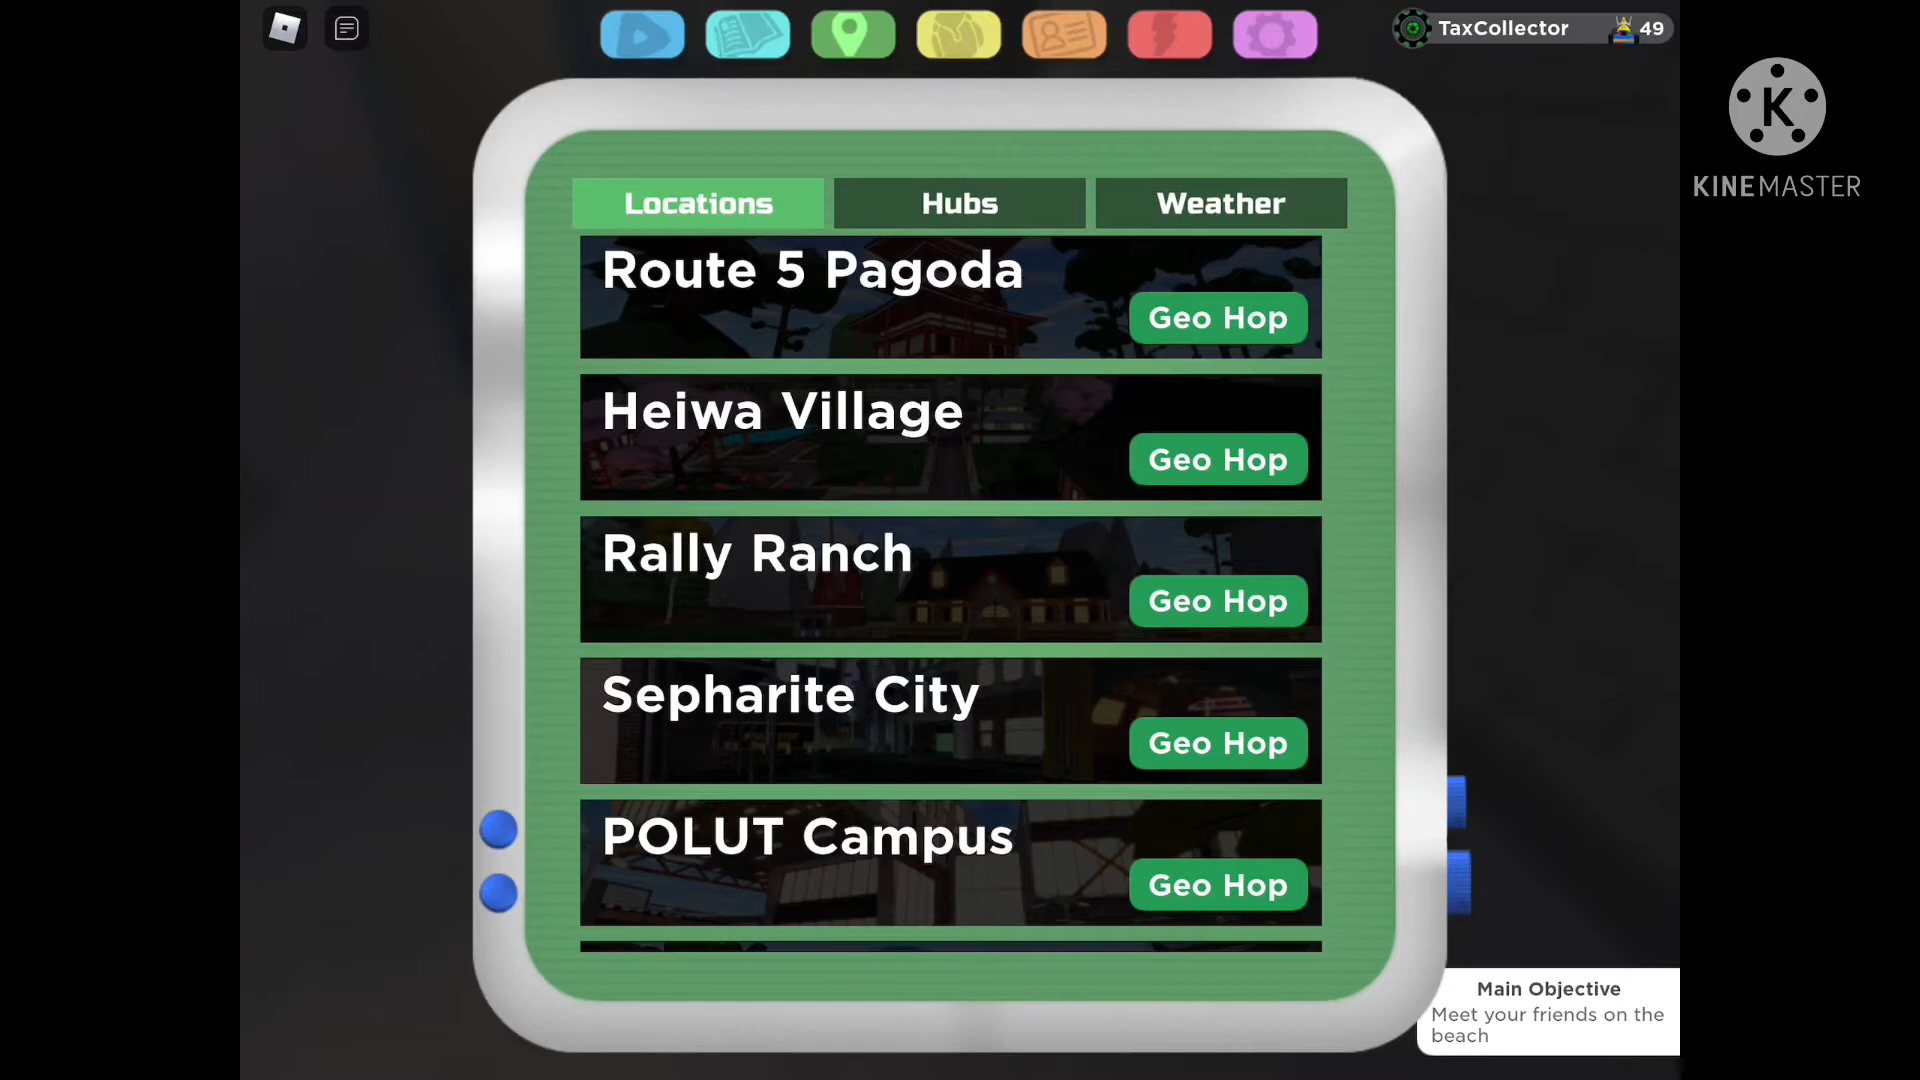 TaxCollector 49
K
KINEMASTER
Locations Hubs Weather
Route 5 Pagoda
Geo Hop
Heiwa Village
Geo Hop
Rally Ranch
Geo Hop
Sepharite City
Geo Hop
POLUT Campus
Geo Hop
Main Objective
Meet your friends on the
beach